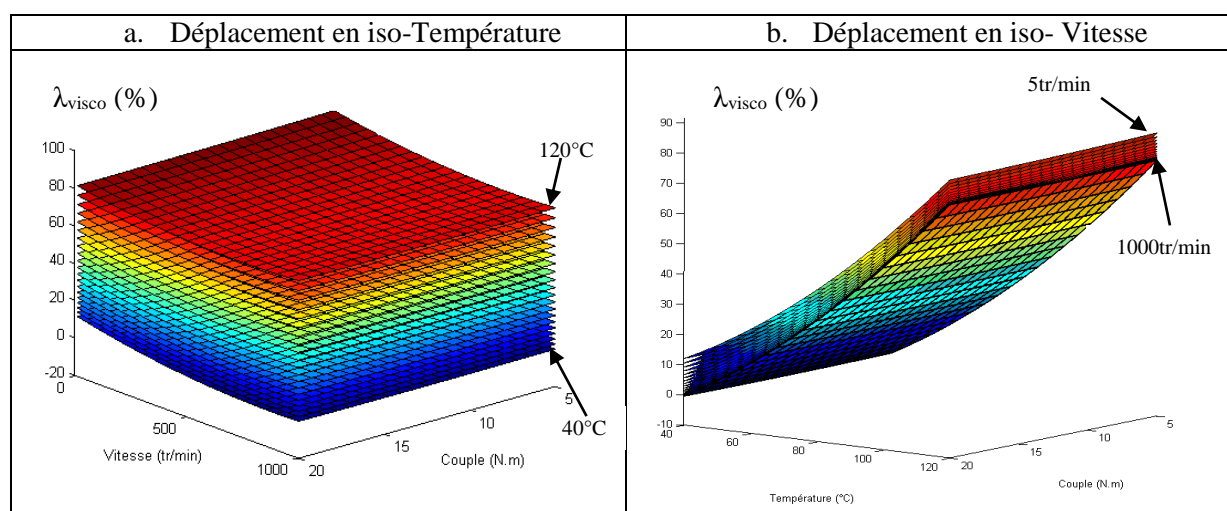 a. Déplacement en iso-Température
b. Déplacement en iso- Vitesse
λvisco (%)
100
80
60
40
20
0
-20
0
500
1000
Vitesse (tr/min)
20
15
10
5
Couple (N.m)
120°C
40°C
λvisco (%)
90
80
70
60
50
40
30
20
10
0
-10
40
60
80
100
120
Température (°C)
20
15
10
5
Couple (N.m)
5tr/min
1000tr/min